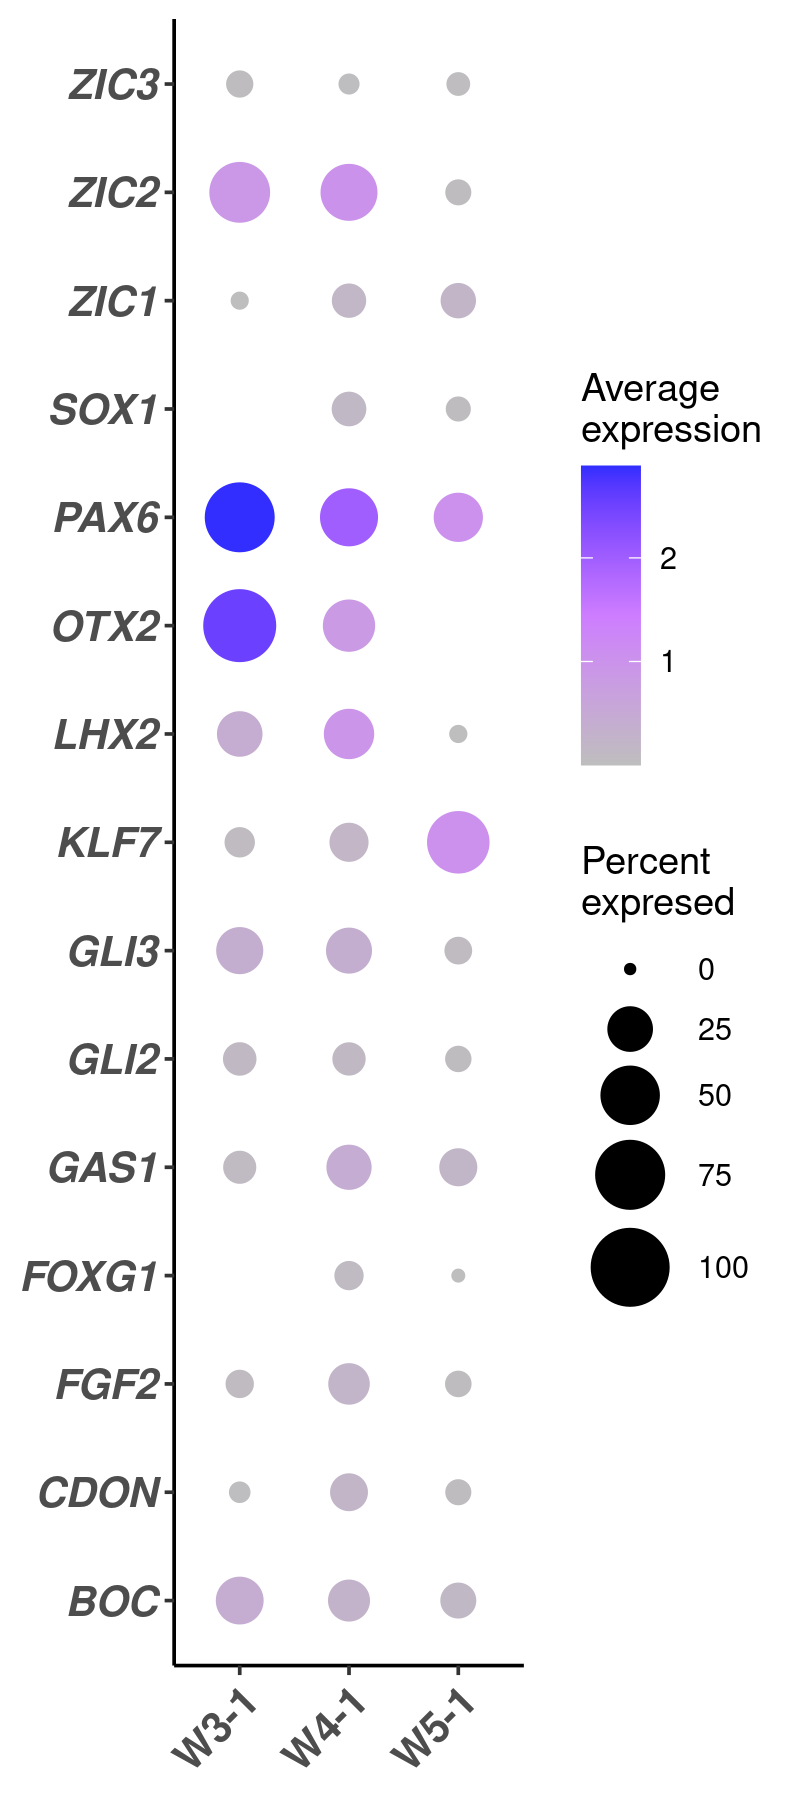 ZIC3
ZIC2
ZIC1
SOX1
PAX6
OTX2
LHX2
KLF7
GLI3
GLI2
GAS1
FOXG1
FGF2
CDON
BOC
W3-1
W4-1
W5-1
Average
expression
2
1
Percent
expresed
0
25
50
75
100